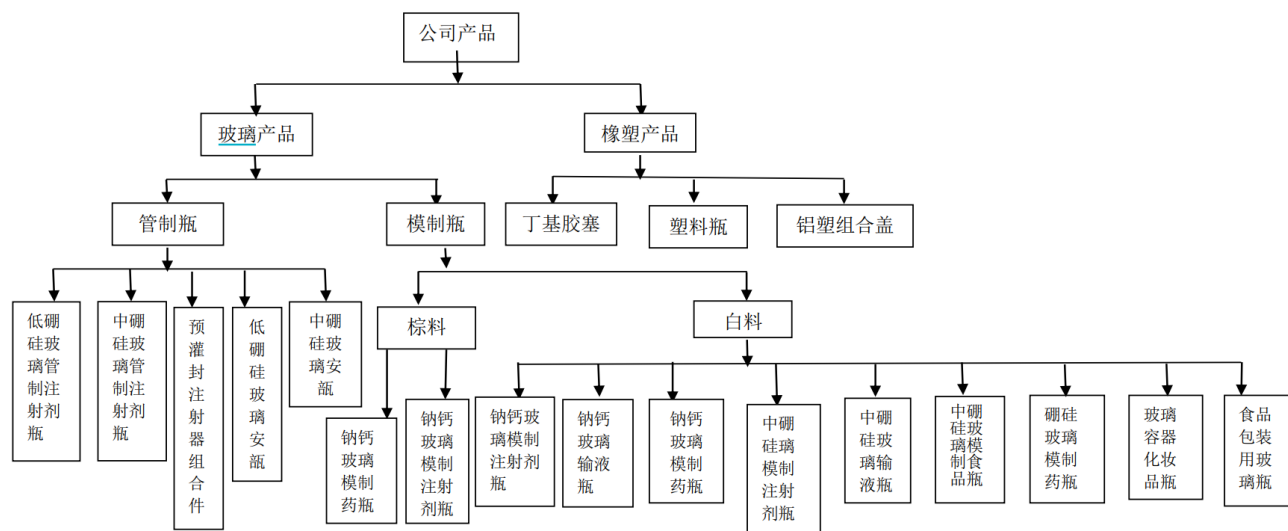 公司产品
玻璃产品
橡塑产品
管制瓶
模制瓶
丁基胶塞
塑料瓶
铝塑组合盖
低硼
硅玻
璃管
制注
射剂
瓶
中硼
硅玻
璃管
制注
射剂
瓶
预
灌
封
注
射
器
组
合
件
低
硼
硅
玻
璃
安
瓿
中硼
硅玻
璃安
瓿
棕料
白料
钠钙
玻璃
模制
药瓶
钠钙
玻璃
模制
注射
剂瓶
钠钙玻
璃模制
注射剂
瓶
钠钙
玻璃
输液
瓶
钠钙
玻璃
模制
药瓶
中硼
硅璃
模制
注射
剂瓶
中硼
硅玻
璃输
液瓶
中硼
硅玻
璃模
制食
品瓶
硼硅
玻璃
模制
药瓶
玻璃
容器
化妆
品瓶
食品
包装
用玻
璃瓶